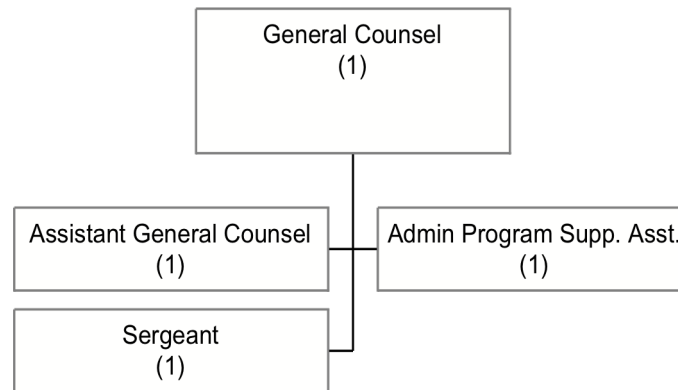 General Counsel
(1)
Assistant General Counsel
(1)
Admin Program Supp. Asst.
(1)
Sergeant
(1)